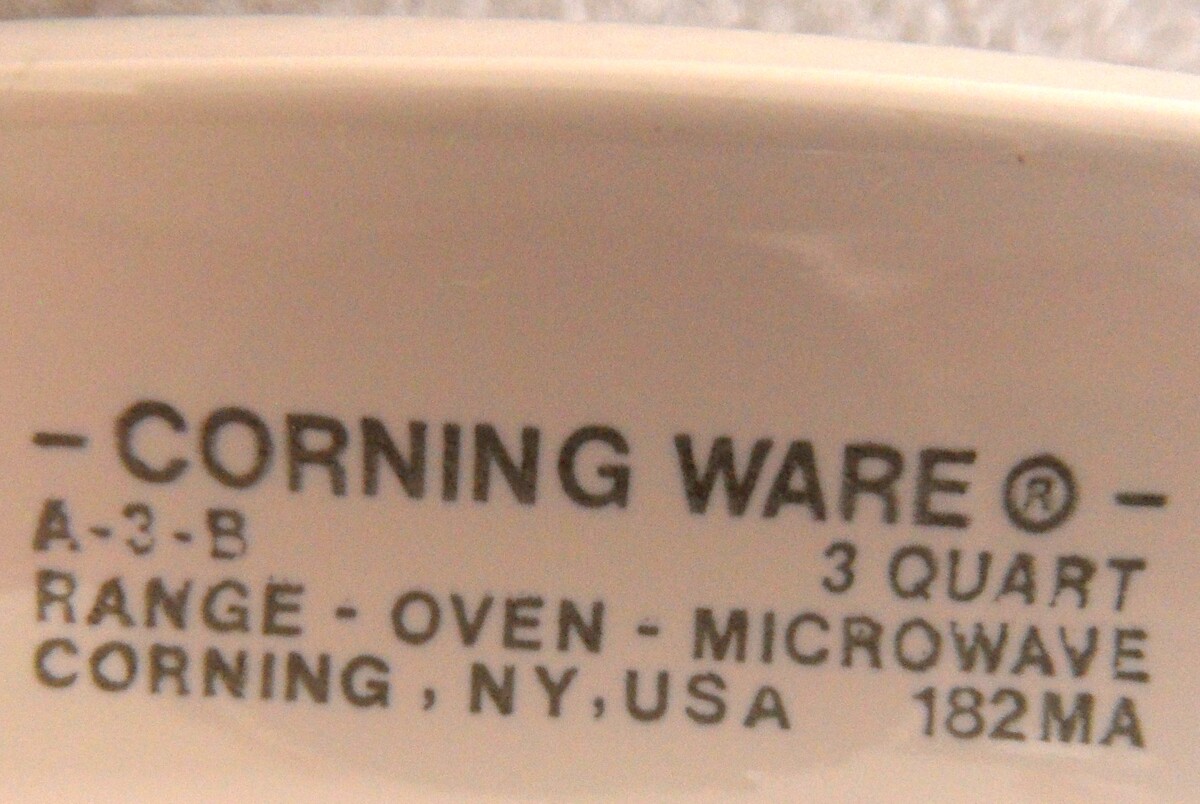 - CORNING WARE ® -
A-3-B 3 QUART
RANGE - OVEN - MICROWAVE
CORNING , NY, USA 182MA